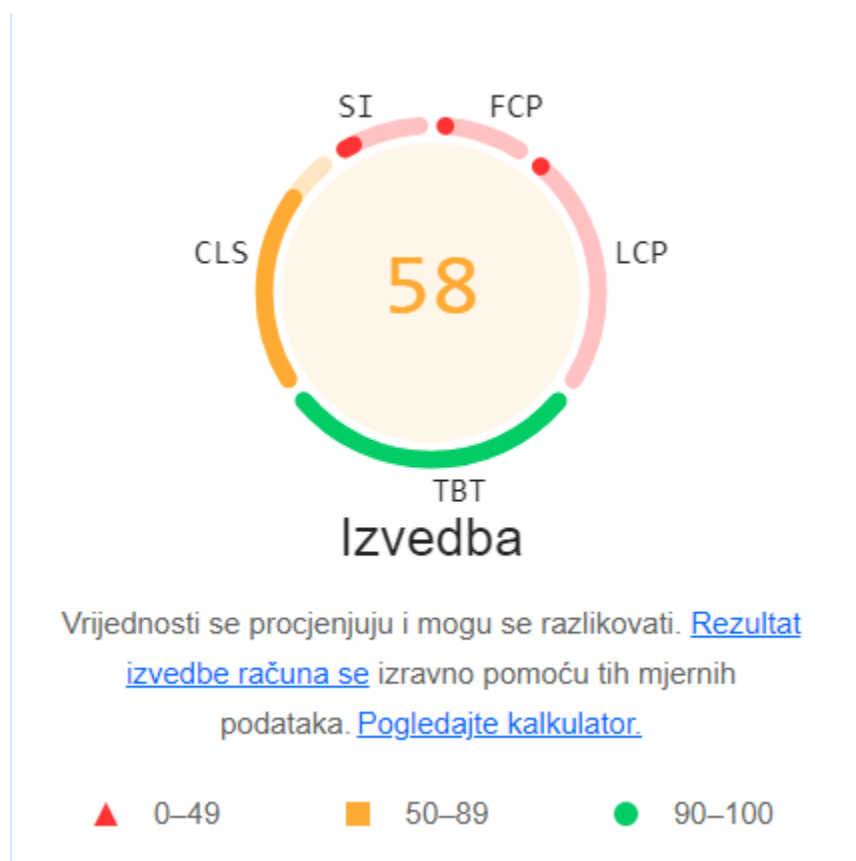 SI
FCP
CLS
58
LCP
TBT
Izvedba
Vrijednosti se procjenjuju i mogu se razlikovati. Rezultat
izvedbe računa se izravno pomoću tih mjernih
podataka. Pogledajte kalkulator.
0–49
50–89
90–100